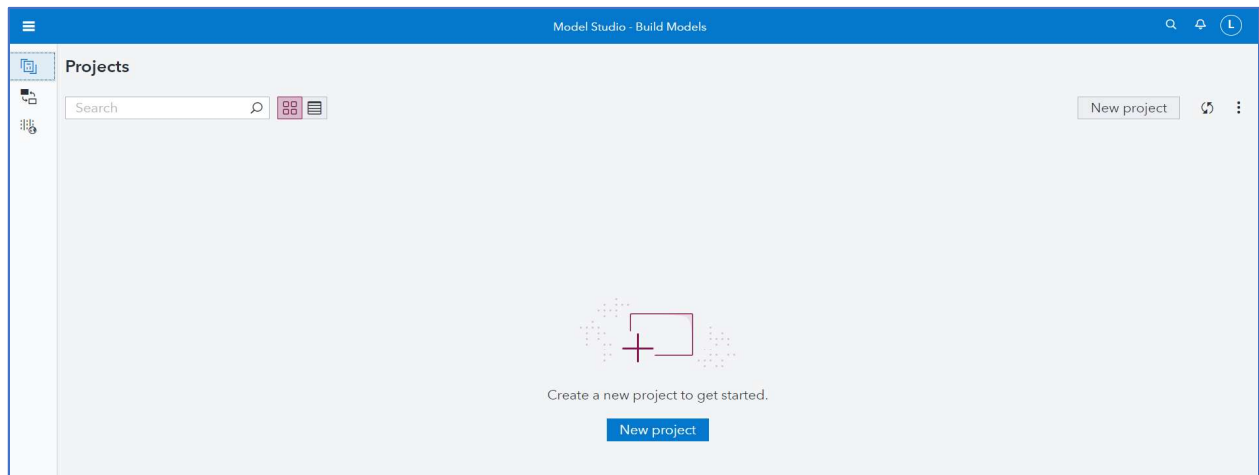 Model Studio - Build Models
L
Projects
Search
New project
Create a new project to get started.
New project